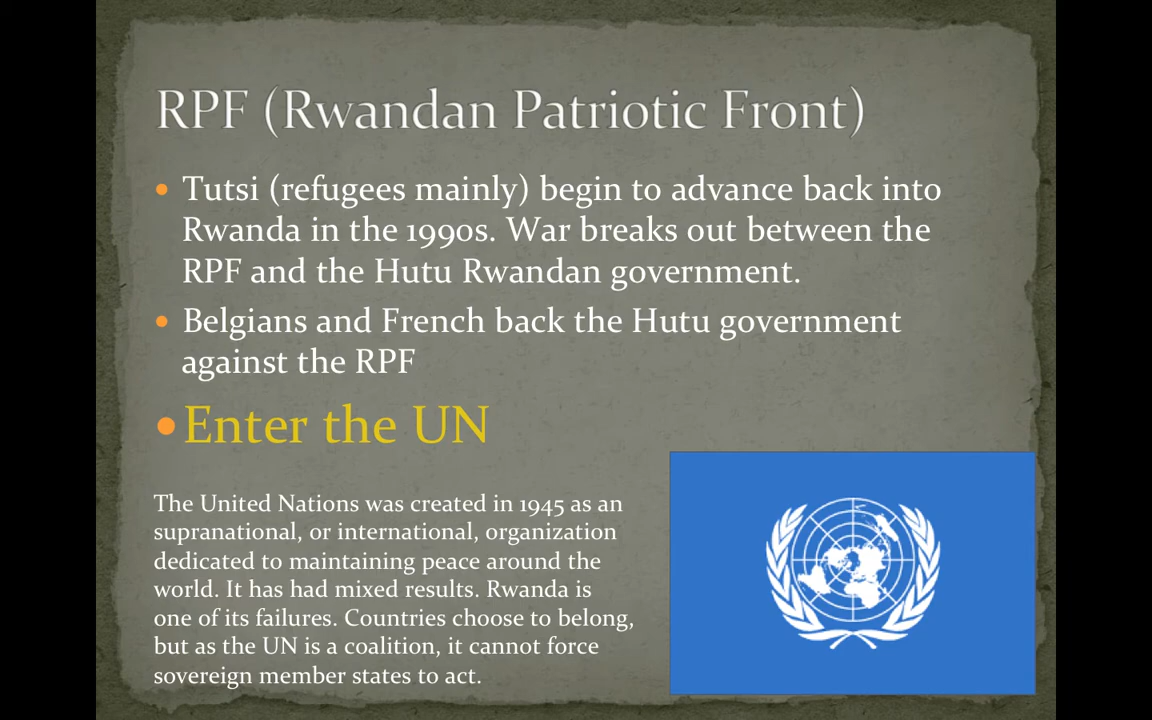 RPF (Rwandan Patriotic Front)
• Tutsi (refugees mainly) begin to advance back into
Rwanda in the 1990s. War breaks out between the
RPF and the Hutu Rwandan government.
• Belgians and French back the Hutu government
against the RPF
• Enter the UN
The United Nations was created in 1945 as an
supranational, or international, organization
dedicated to maintaining peace around the
world. It has had mixed results. Rwanda is
one of its failures. Countries choose to belong,
but as the UN is a coalition, it cannot force
sovereign member states to act.